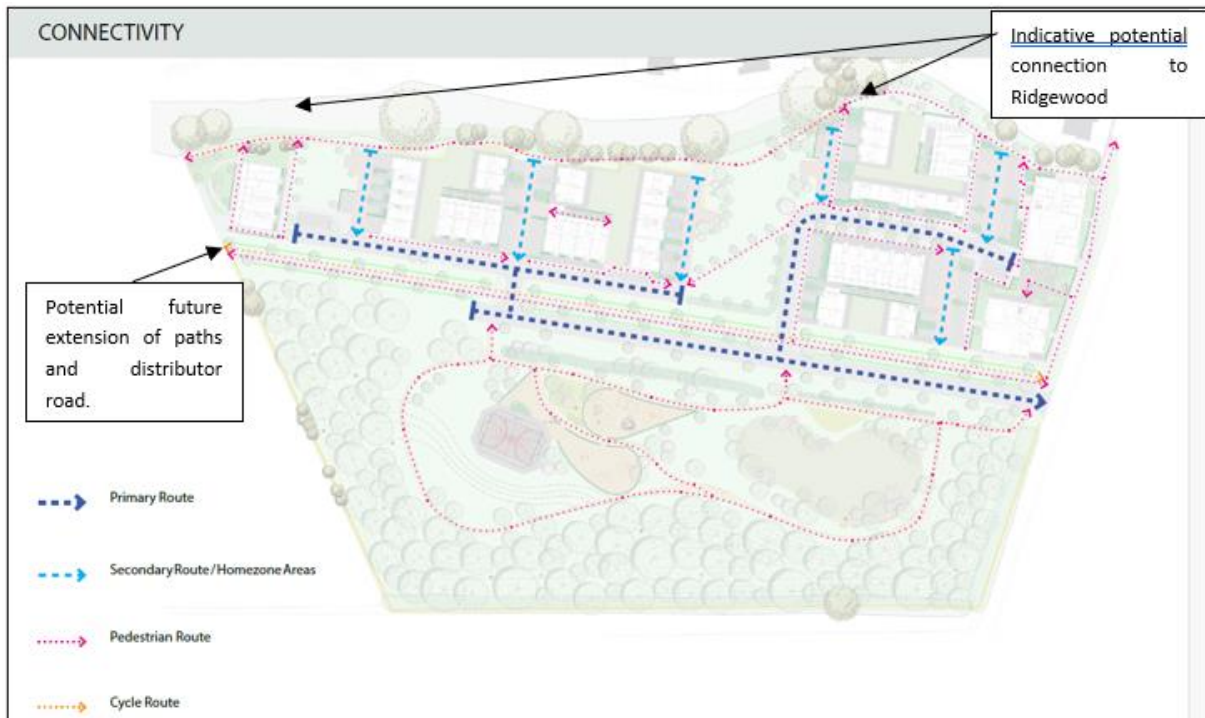 CONNECTIVITY
Indicative potential
connection to
Ridgewood
Potential future
extension of paths
and distributor
road.
Primary Route
Secondary Route / Homezone Areas
Pedestrian Route
Cycle Route